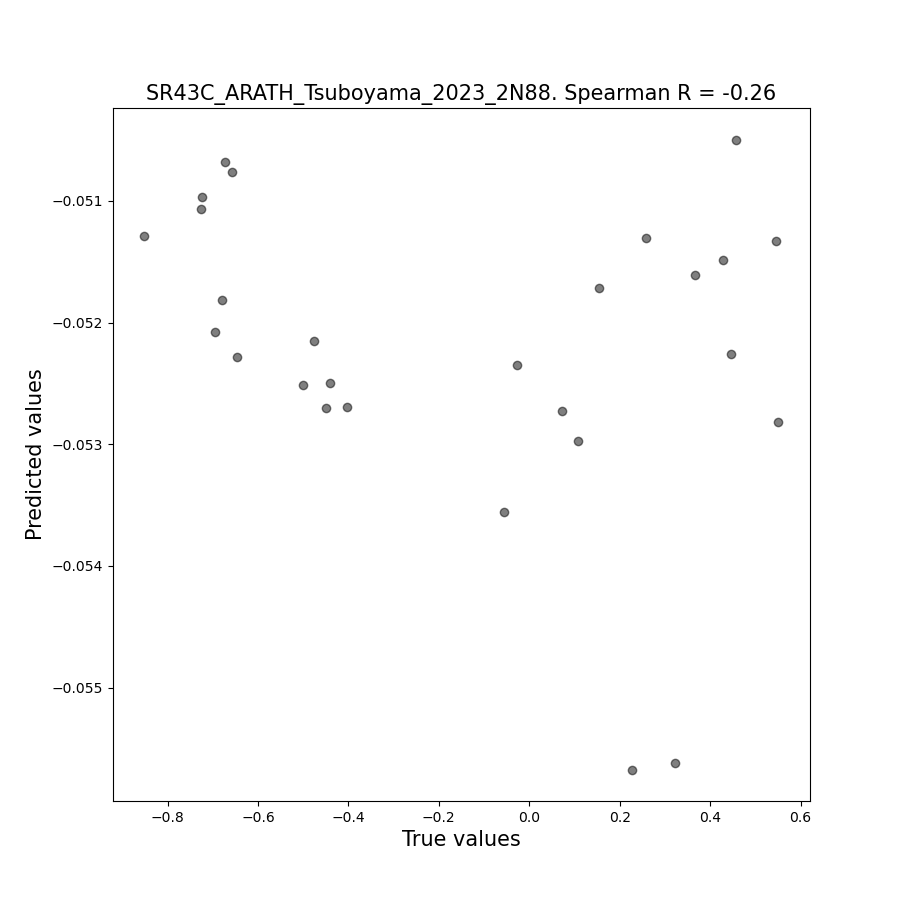 SR43C_ARATH_Tsuboyama_2023_2N88. Spearman R = -0.26
Predicted values
−0.051
−0.052
−0.053
−0.054
−0.055
−0.8 −0.6 −0.4 −0.2 0.0 0.2 0.4 0.6
True values